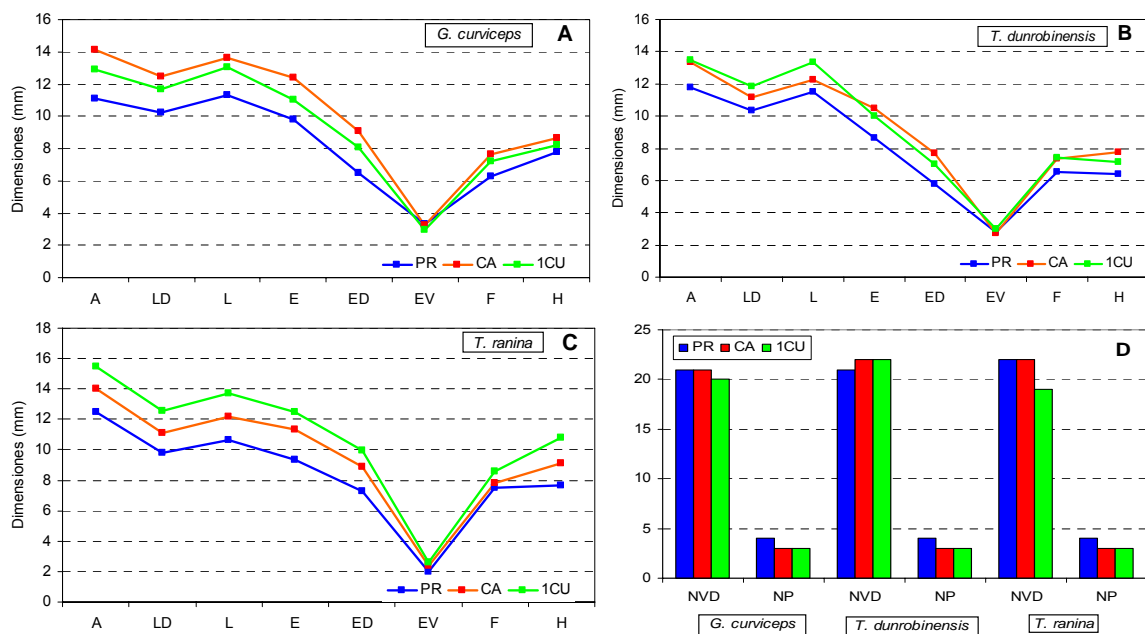 G. curviceps
A
Dimensiones (mm)
16
14
12
10
8
6
4
2
0
PR CA 1CU
A LD L E ED EV F H
T. dunrobinensis
B
Dimensiones (mm)
16
14
12
10
8
6
4
2
0
PR CA 1CU
A LD L E ED EV F H
T. ranina
C
Dimensiones (mm)
18
16
14
12
10
8
6
4
2
0
PR CA 1CU
A LD L E ED EV F H
PR CA 1CU
D
25
20
15
10
5
0
NVD NP NVD NP NVD NP
G. curviceps T. dunrobinensis T. ranina